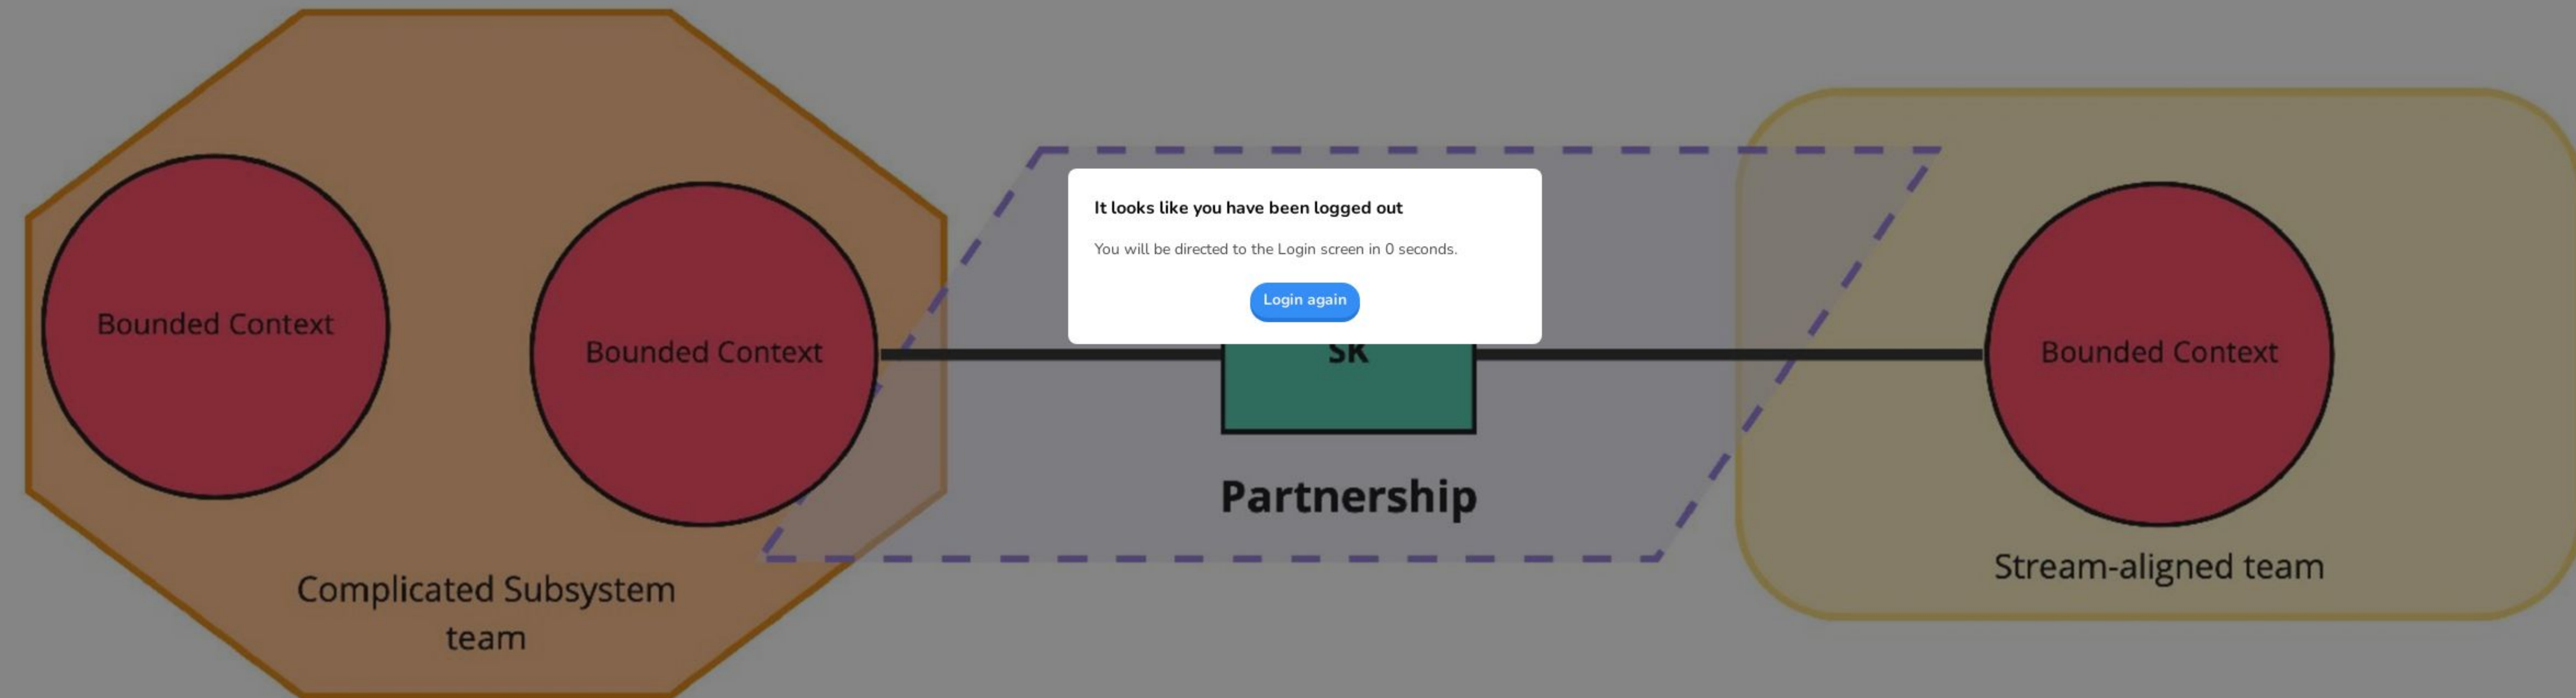 It looks like you have been logged out
You will be directed to the Login screen in 0 seconds.
Login again
Bounded Context
Bounded Context
SK
Bounded Context
Partnership
Stream-aligned team
Complicated Subsystem
team